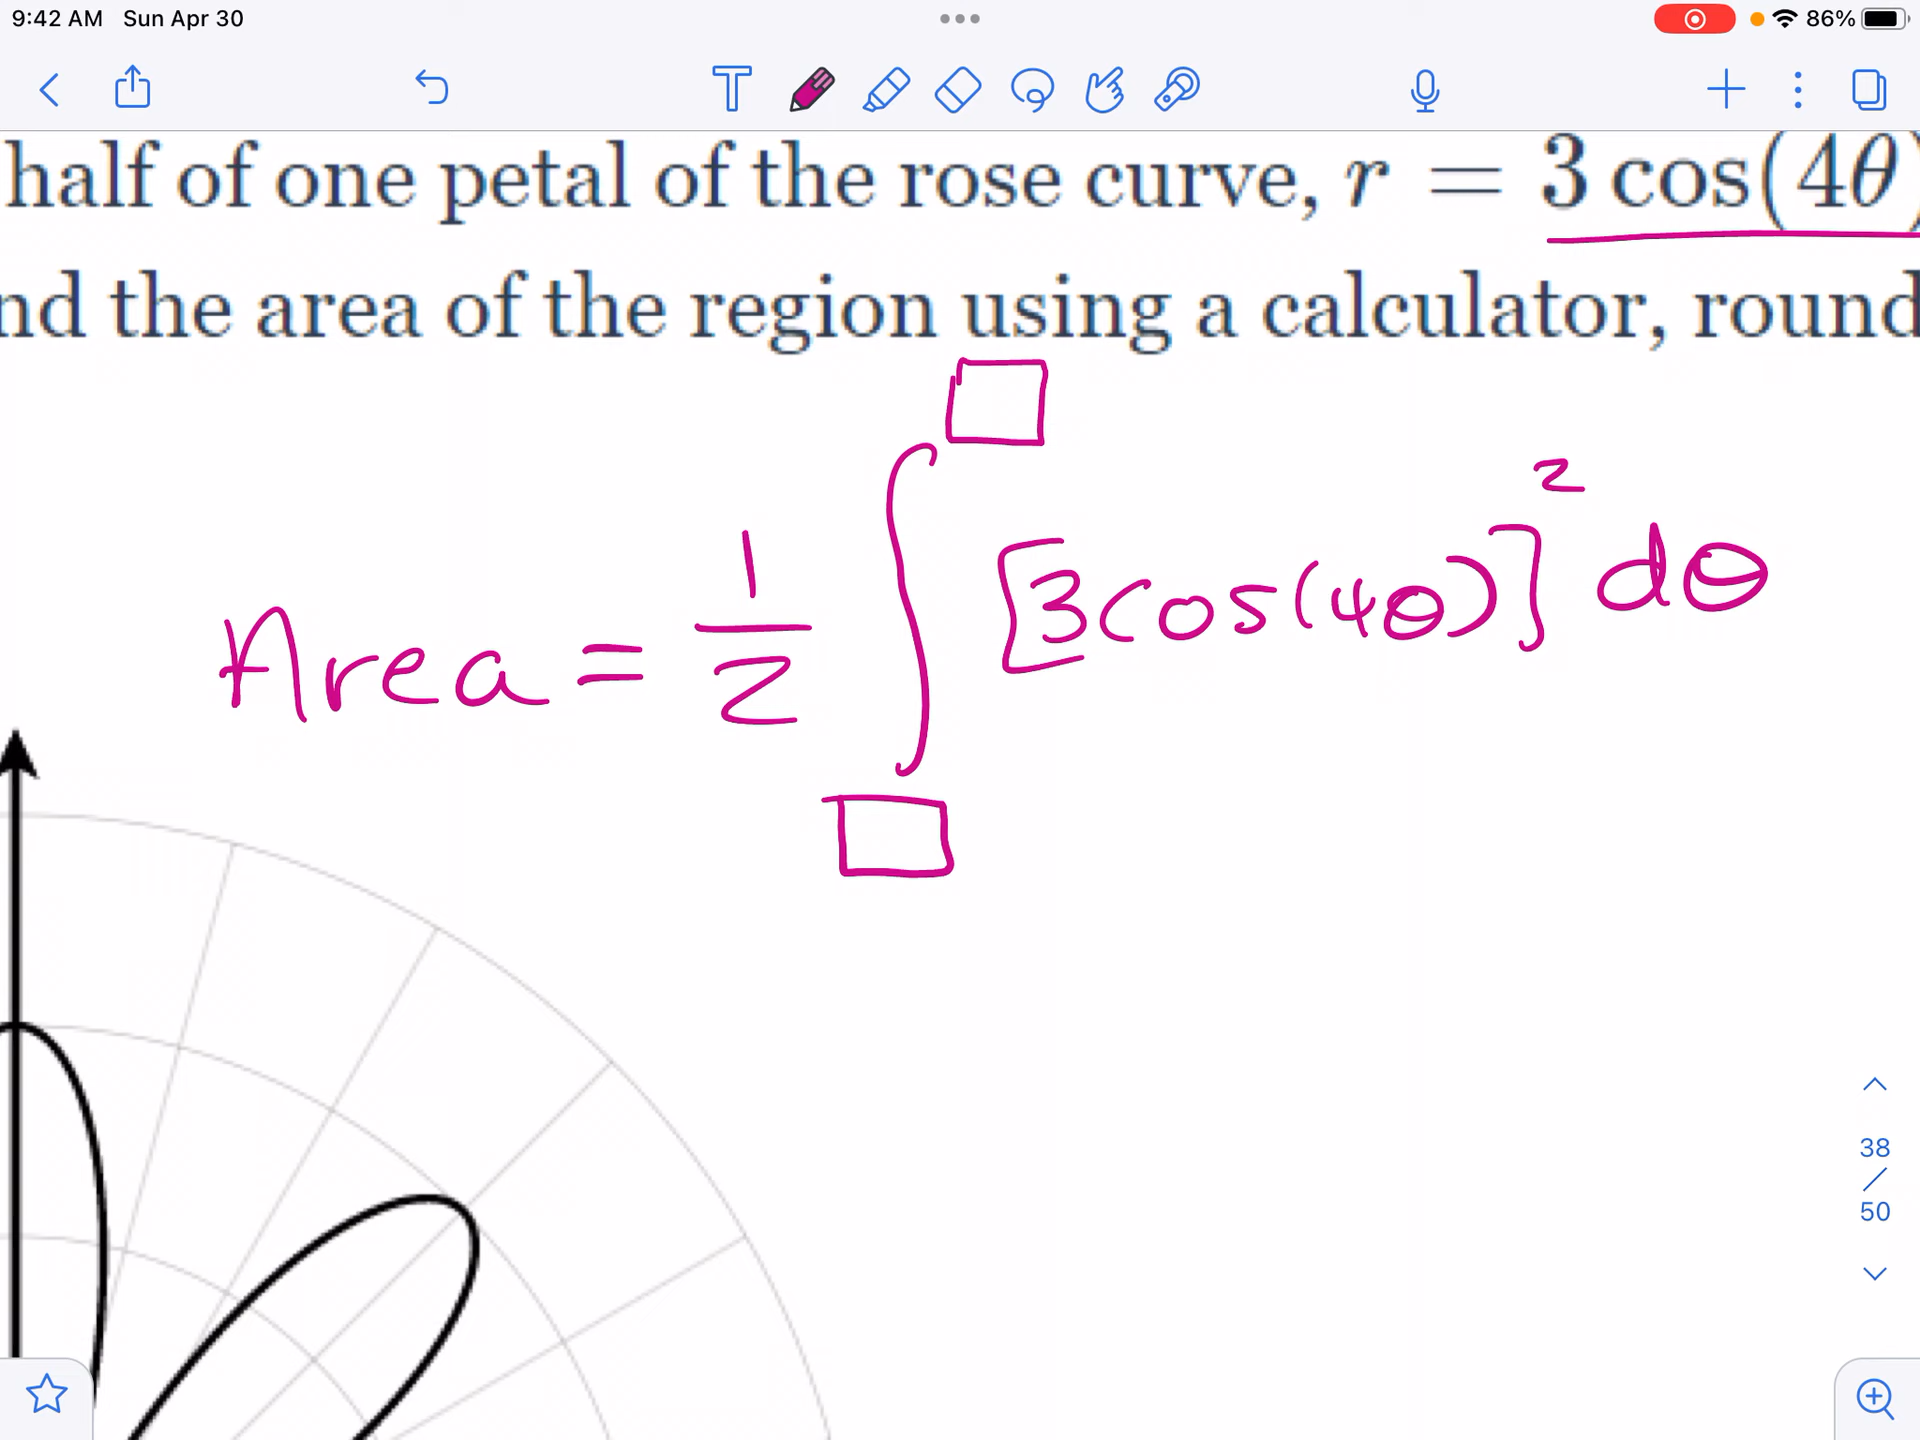 9:42 AM Sun Apr 30
86%
half of one petal of the rose curve, r = 3 cos(4θ)
nd the area of the region using a calculator, round
Area = 1/2 ∫ [3cos(4θ)]² dθ
38
/
50